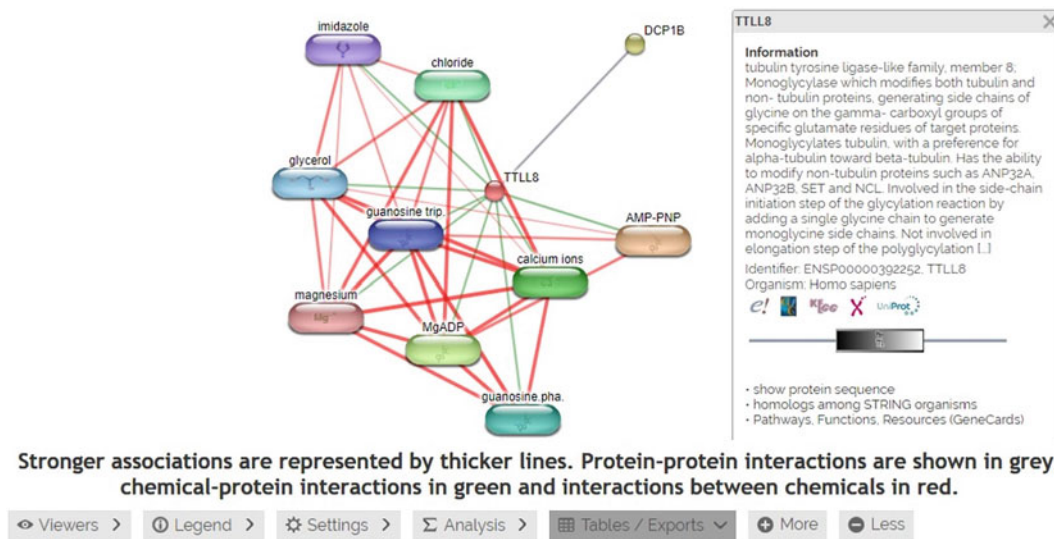 imidazole
DCP1B
chloride
glycerol
TTLL8
guanosine trip.
AMP-PNP
calcium ions
magnesium
Mg
MgADP
guanosine.pha.
TTLL8
Information
tubulin tyrosine ligase-like family, member 8;
Monoglycylase which modifies both tubulin and
non- tubulin proteins, generating side chains of
glycine on the gamma- carboxyl groups of
specific glutamate residues of target proteins.
Monoglycylates tubulin, with a preference for
alpha-tubulin toward beta-tubulin. Has the ability
to modify non-tubulin proteins such as ANP32A,
ANP32B, SET and NCL. Involved in the side-chain
initiation step of the glycylation reaction by
adding a single glycine chain to generate
monoglycine side chains. Not involved in
elongation step of the polyglycylation [...]
Identifier: ENSP00000392252, TTLL8
Organism: Homo sapiens
e! X UniProt
• show protein sequence
• homologs among STRING organisms
• Pathways, Functions, Resources (GeneCards)
Stronger associations are represented by thicker lines. Protein-protein interactions are shown in grey
chemical-protein interactions in green and interactions between chemicals in red.
Viewers > Legend > Settings > Analysis > Tables / Exports More Less